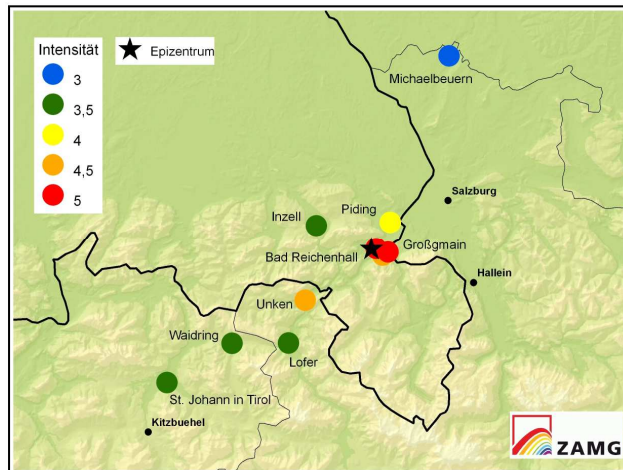 Intensität
3
3,5
4
4,5
5
Epizentrum
Michaelbeuern
Salzburg
Piding
Inzell
Großgmain
Bad Reichenhall
Hallein
Unken
Waidring
Lofer
St. Johann in Tirol
Kitzbuehel
ZAMG